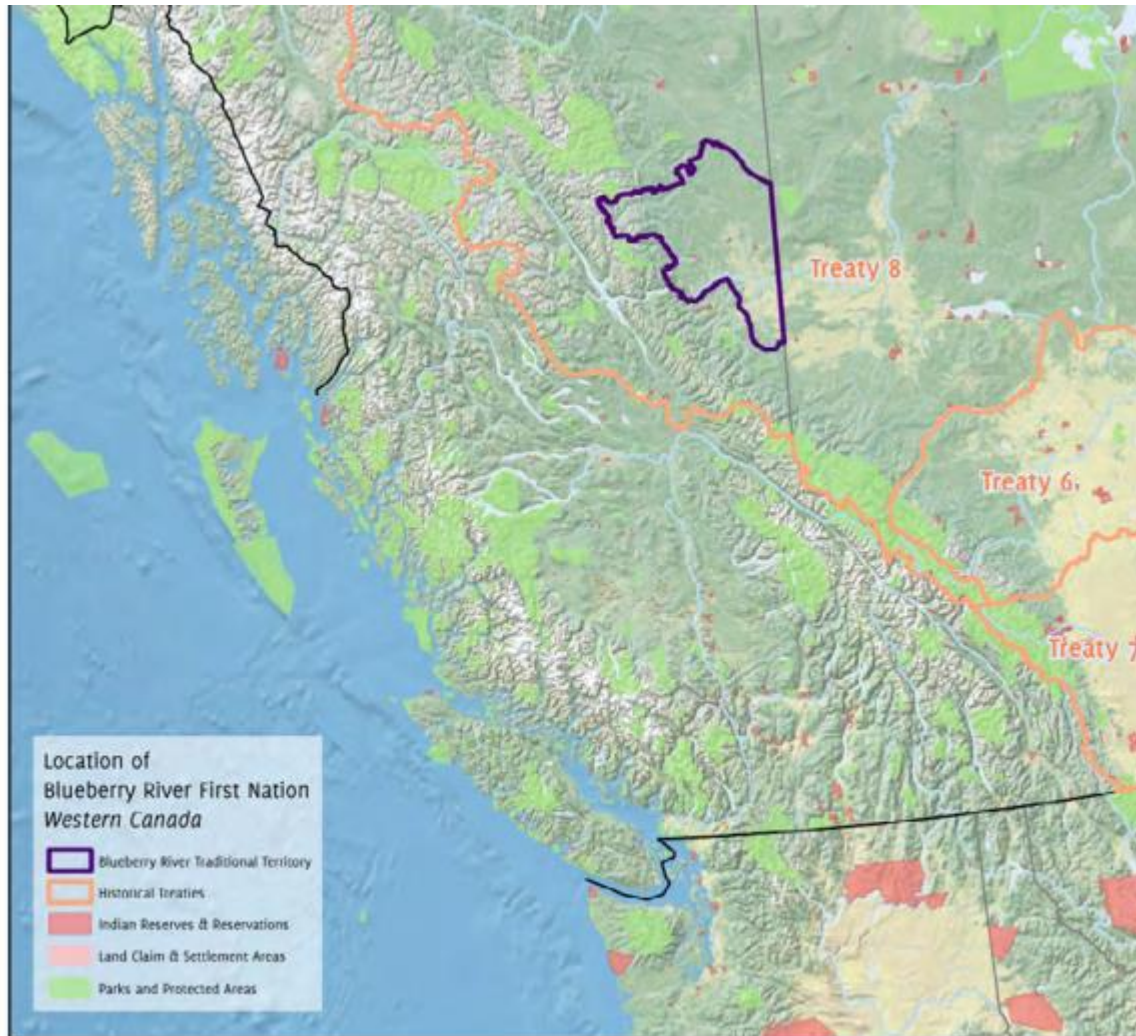 Treaty 8
Treaty 6
Treaty 7
Location of
Blueberry River First Nation
Western Canada
Blueberry River Traditional Territory
Historical Treaties
Indian Reserves & Reservations
Land Claim & Settlement Areas
Parks and Protected Areas